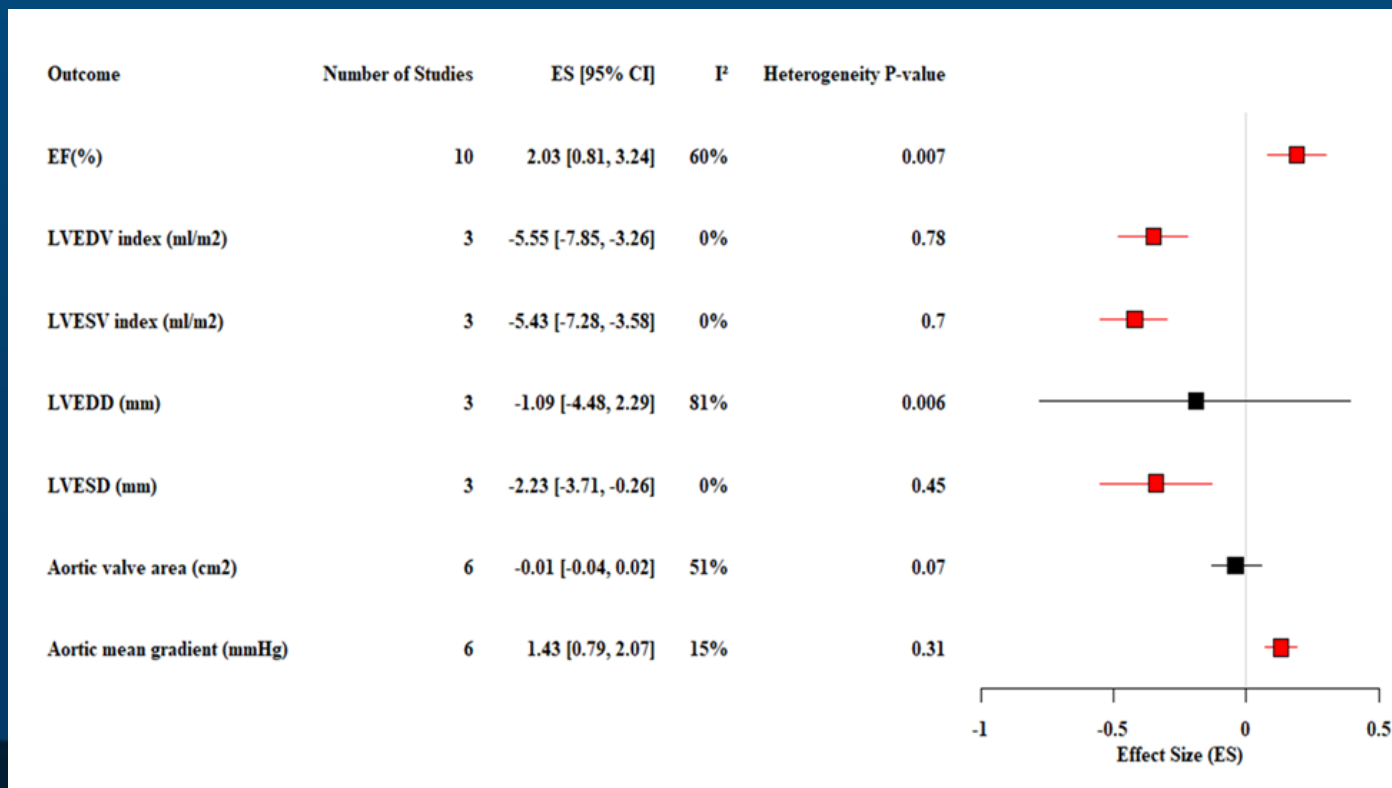 Outcome Number of Studies ES [95% CI] I² Heterogeneity P-value
EF(%) 10 2.03 [0.81, 3.24] 60% 0.007
LVEDV index (ml/m2) 3 -5.55 [-7.85, -3.26] 0% 0.78
LVESV index (ml/m2) 3 -5.43 [-7.28, -3.58] 0% 0.7
LVEDD (mm) 3 -1.09 [-4.48, 2.29] 81% 0.006
LVESD (mm) 3 -2.23 [-3.71, -0.26] 0% 0.45
Aortic valve area (cm2) 6 -0.01 [-0.04, 0.02] 51% 0.07
Aortic mean gradient (mmHg) 6 1.43 [0.79, 2.07] 15% 0.31
-1 -0.5 0 0.5
Effect Size (ES)